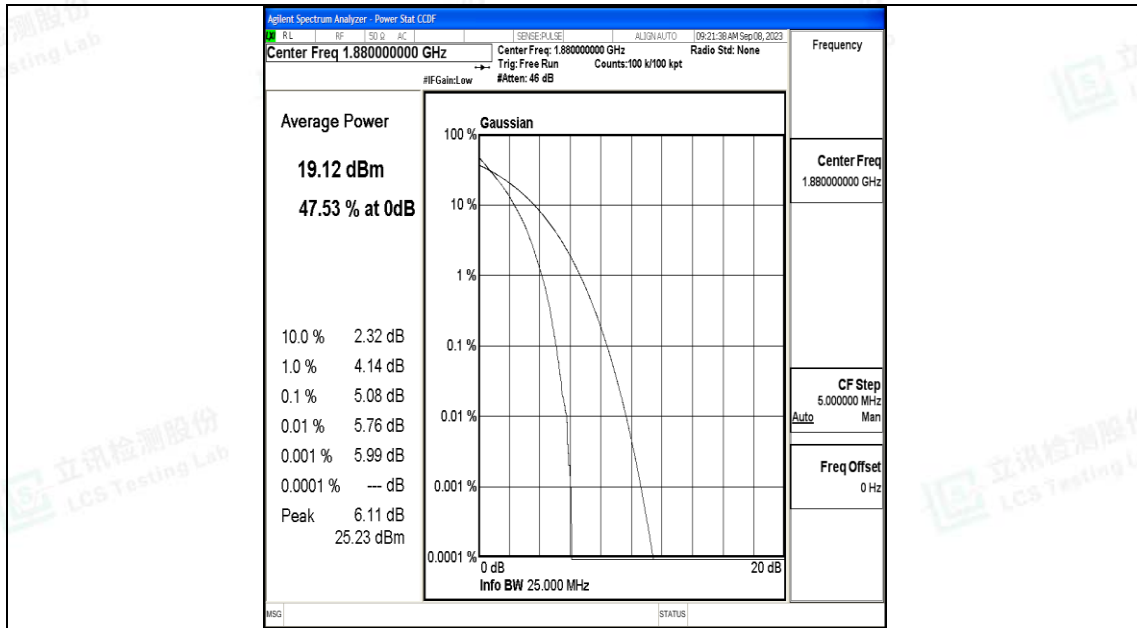 Agilent Spectrum Analyzer - Power Stat CCDF
LXI RL RF 50 Ω AC SENSE:PULSE ALIGN AUTO 09:21:38 AM Sep 08, 2023
Center Freq 1.880000000 GHz
Center Freq: 1.880000000 GHz Radio Std: None
Trig: Free Run Counts:100 k/100 kpt
#IFGain:Low #Atten: 46 dB
Frequency
Average Power
19.12 dBm
47.53 % at 0dB
10.0 % 2.32 dB
1.0 % 4.14 dB
0.1 % 5.08 dB
0.01 % 5.76 dB
0.001 % 5.99 dB
0.0001 % --- dB
Peak 6.11 dB
25.23 dBm
Gaussian
100 %
10 %
1 %
0.1 %
0.01 %
0.001 %
0.0001 %
0 dB 20 dB
Info BW 25.000 MHz
Center Freq
1.880000000 GHz
CF Step
5.000000 MHz
Auto Man
Freq Offset
0 Hz
MSG STATUS
立讯检测股份
LCS Testing Lab
立讯检测股份